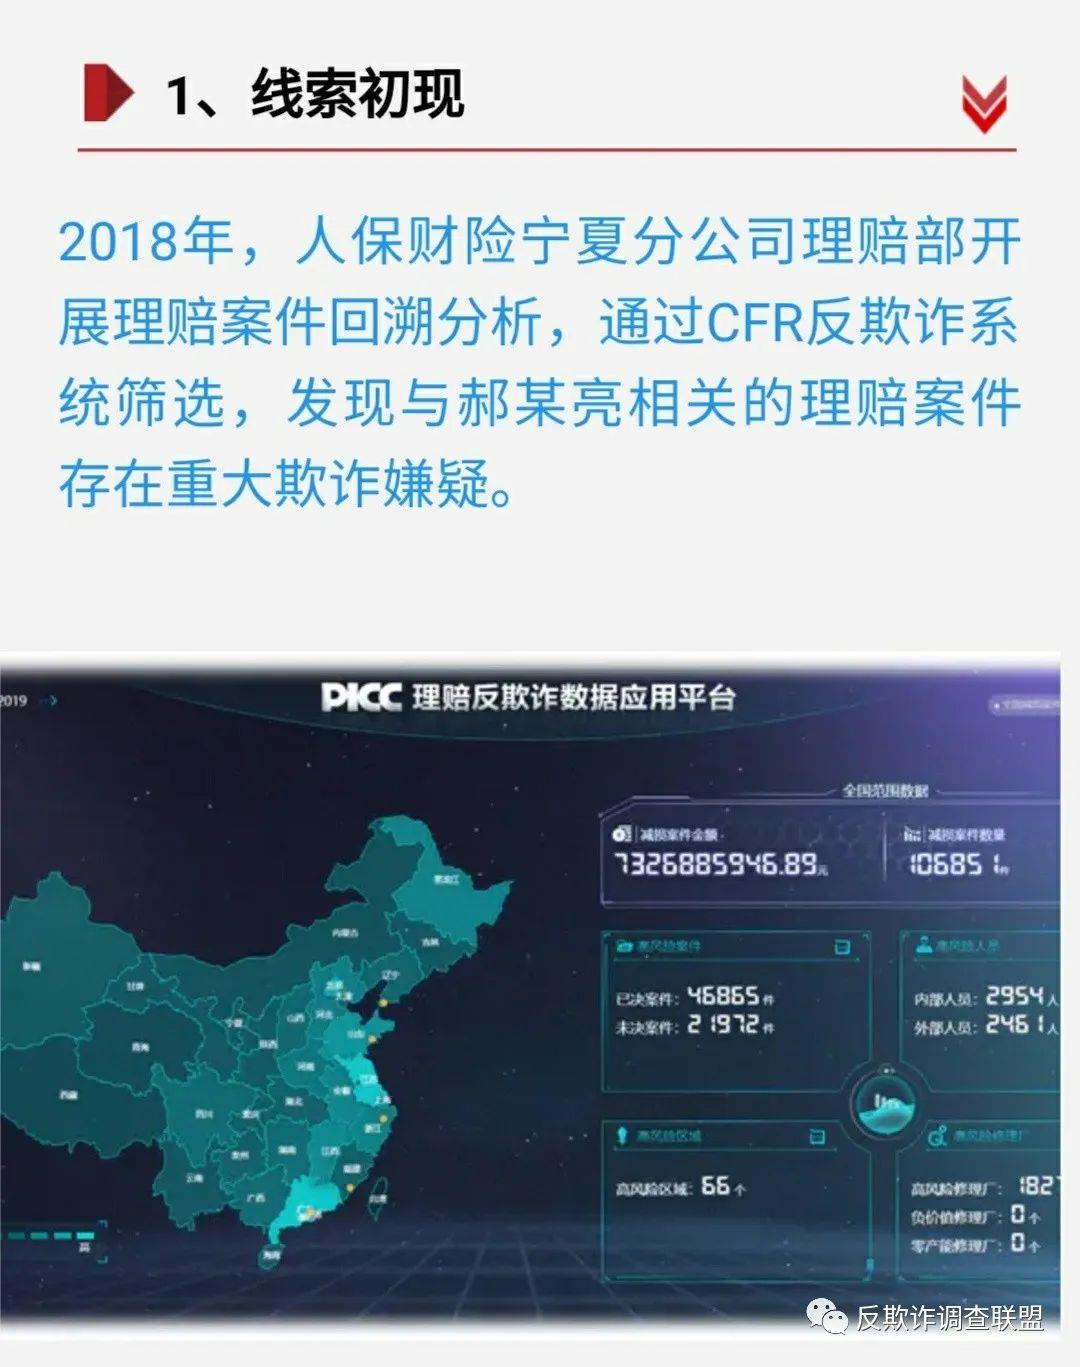 1、线索初现
2018年，人保财险宁夏分公司理赔部开
展理赔案件回溯分析，通过CFR反欺诈系
统筛选，发现与郝某亮相关的理赔案件
存在重大欺诈嫌疑。
2019
PICC 理赔反欺诈数据应用平台
全国范围数据
减损案件金额
减损案件数量
7326885946.89元
106851件
黑龙江
内蒙古
吉林
新疆
辽宁
甘肃
北京
天津
宁夏
山西
河北
青海
陕西
山东
河南
西藏
江苏
安徽
上海
四川
重庆
湖北
浙江
贵州
湖南
江西
云南
福建
广西
台湾
海南
高
高风险案件
已决案件：46865件
未决案件：21972件
高风险人员
内部人员：2954人
外部人员：2461人
高风险区域
高风险区域：66个
高风险修理厂
高风险修理厂：1827
负价值修理厂：0个
零产能修理厂：0个
反欺诈调查联盟